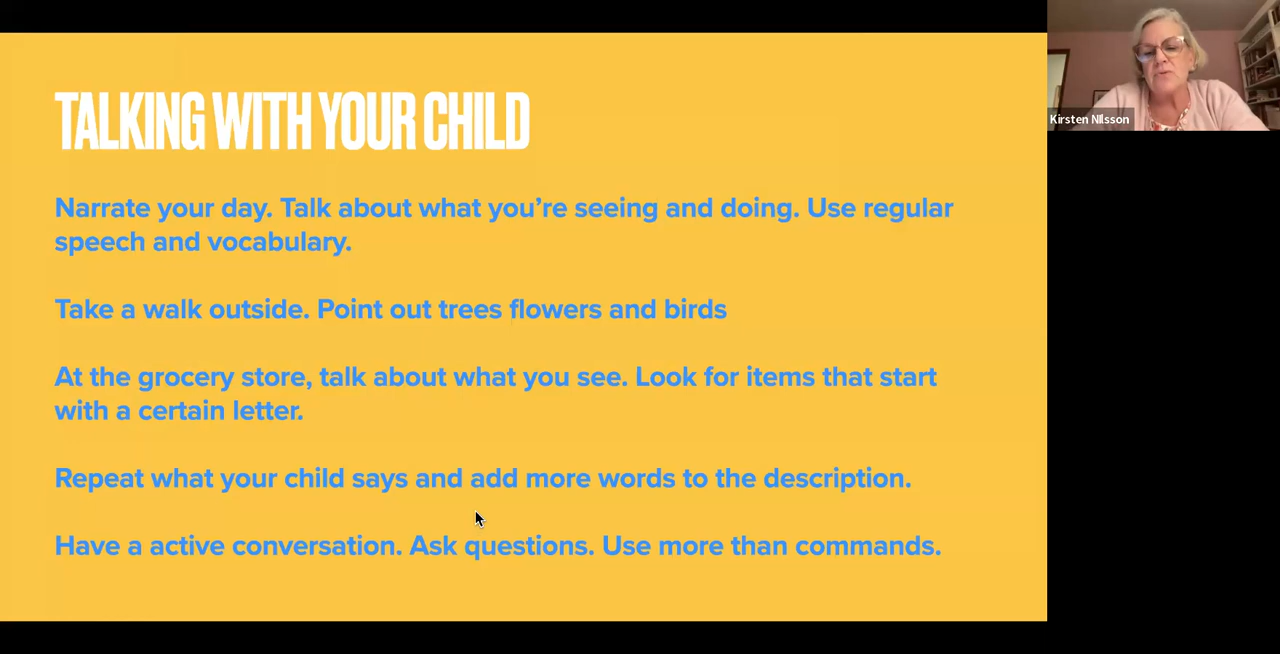 TALKING WITH YOUR CHILD
Narrate your day. Talk about what you're seeing and doing. Use regular
speech and vocabulary.
Take a walk outside. Point out trees flowers and birds
At the grocery store, talk about what you see. Look for items that start
with a certain letter.
Repeat what your child says and add more words to the description.
Have a active conversation. Ask questions. Use more than commands.
Kirsten NIlsson